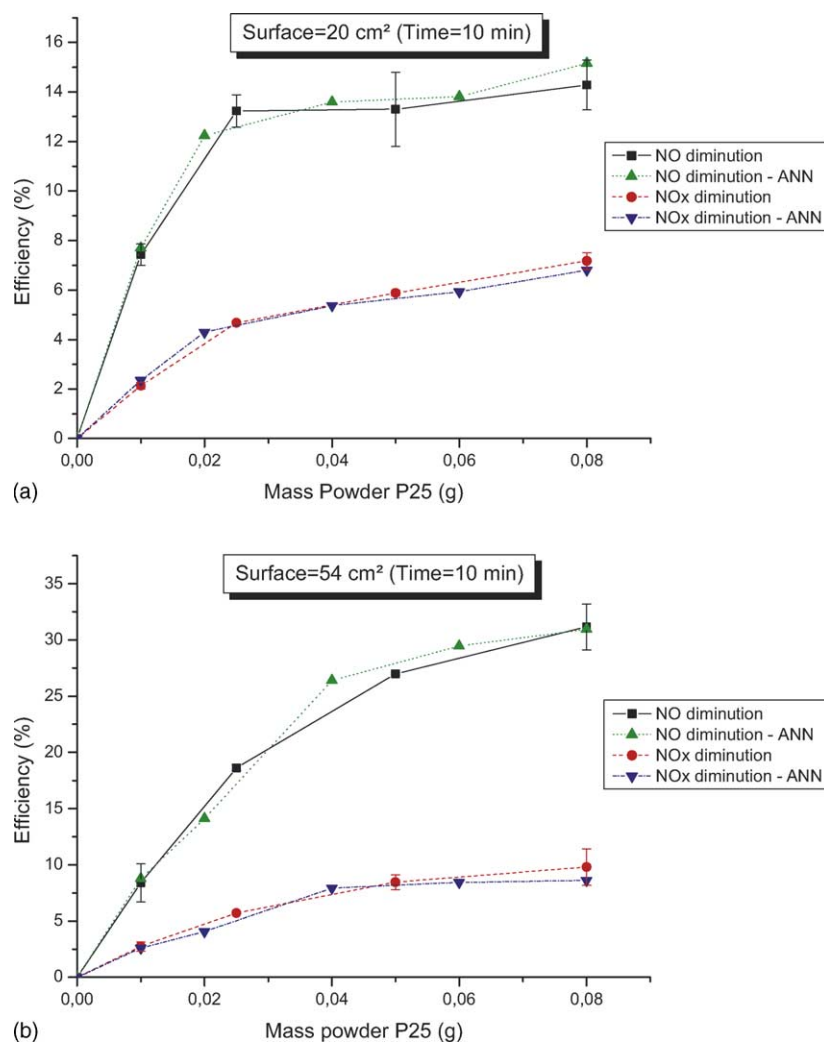 Surface=20 cm² (Time=10 min)
16
14
12
10
8
6
4
2
0
Efficiency (%)
0,00 0,02 0,04 0,06 0,08
Mass Powder P25 (g)
NO diminution
NO diminution - ANN
NOx diminution
NOx diminution - ANN
(a)
Surface=54 cm² (Time=10 min)
35
30
25
20
15
10
5
0
Efficiency (%)
0,00 0,02 0,04 0,06 0,08
Mass powder P25 (g)
NO diminution
NO diminution - ANN
NOx diminution
NOx diminution - ANN
(b)